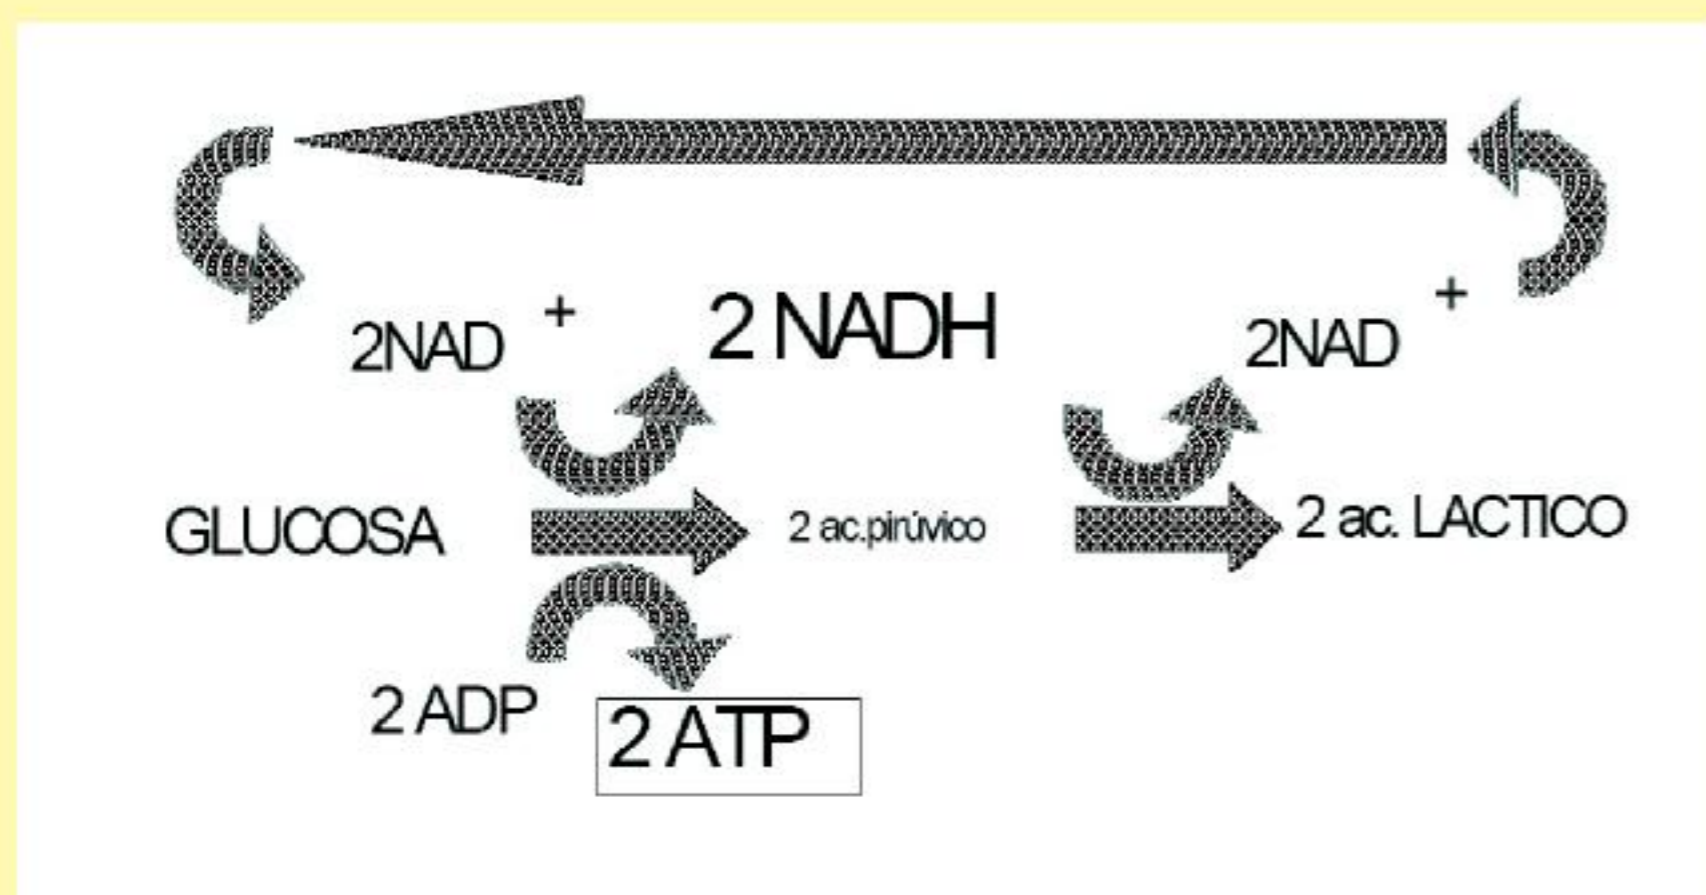 2NAD + 2 NADH 2NAD +
GLUCOSA 2 ac.pirúvico 2 ac. LACTICO
2 ADP 2 ATP